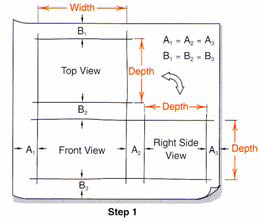 Width
B₁
A₁ = A₂ = A₃
B₁ = B₂ = B₃
Top View
Depth
B₂
Depth
A₁
Front View
A₂
Right Side
View
A₃
Depth
B₃
Step 1